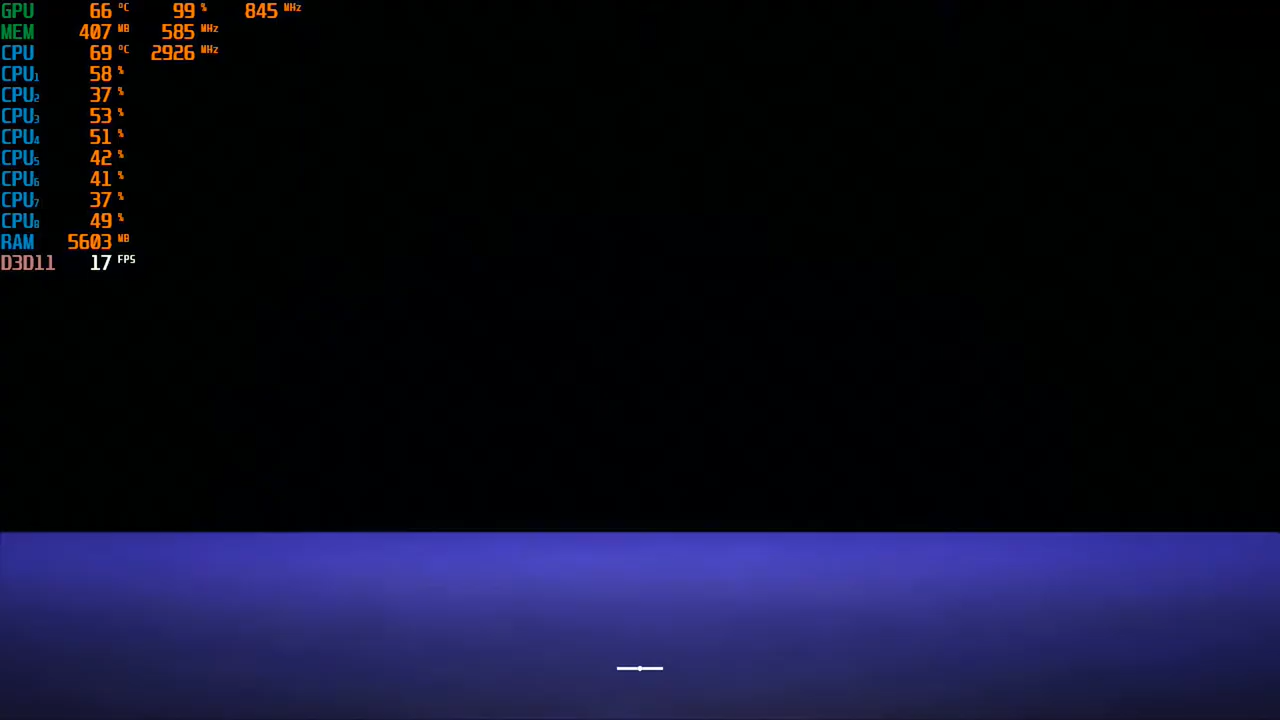 GPU 66 °C 99 % 845 MHz
MEM 407 MB 585 MHz
CPU 69 °C 2926 MHz
CPU1 58 %
CPU2 37 %
CPU3 53 %
CPU4 51 %
CPU5 42 %
CPU6 41 %
CPU7 37 %
CPU8 49 %
RAM 5603 MB
D3D11 17 FPS